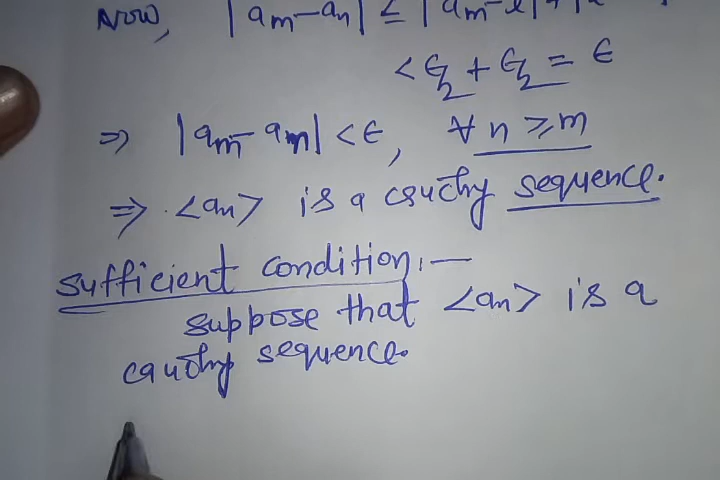 Now, |am-an| ≤ |am-l|+|
< ϵ/2 + ϵ/2 = ϵ
⇒ |am-an| < ϵ, ∀ n ≥ m
⇒ <an> is a cauchy sequence.
sufficient condition:—
suppose that <an> is a
cauchy sequence.